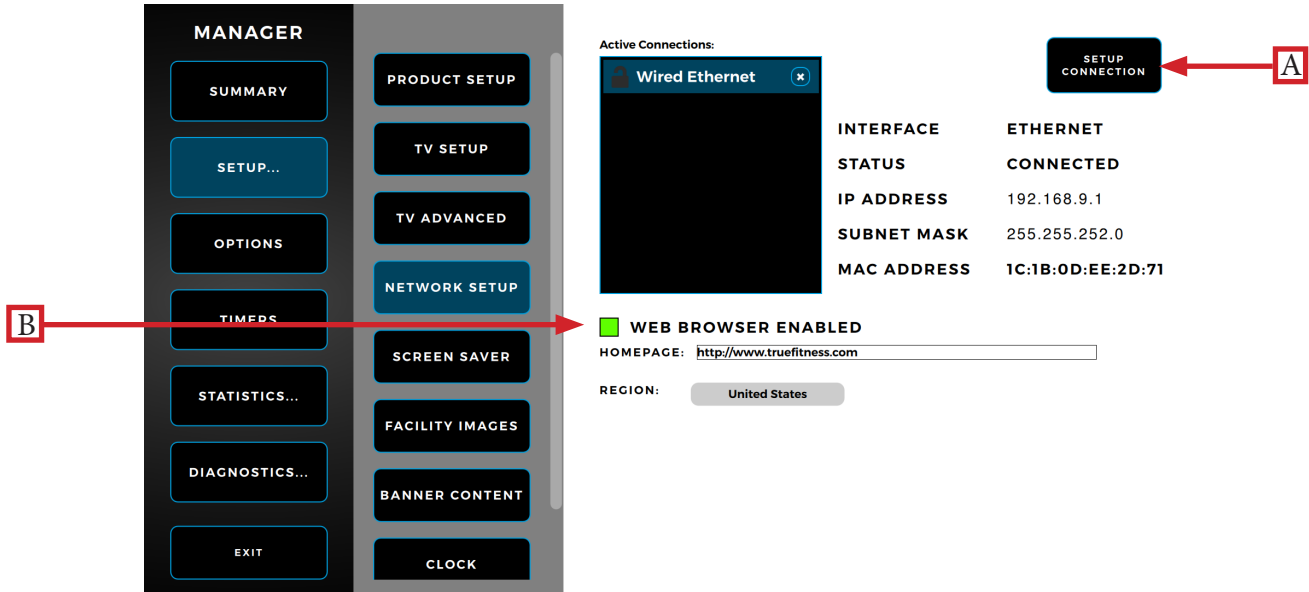 MANAGER
SUMMARY
SETUP...
OPTIONS
TIMERS
STATISTICS...
DIAGNOSTICS...
EXIT
PRODUCT SETUP
TV SETUP
TV ADVANCED
NETWORK SETUP
SCREEN SAVER
FACILITY IMAGES
BANNER CONTENT
CLOCK
Active Connections:
Wired Ethernet
SETUP
CONNECTION
A
INTERFACE ETHERNET
STATUS CONNECTED
IP ADDRESS 192.168.9.1
SUBNET MASK 255.255.252.0
MAC ADDRESS 1C:1B:0D:EE:2D:71
B
WEB BROWSER ENABLED
HOMEPAGE: http://www.truefitness.com
REGION: United States